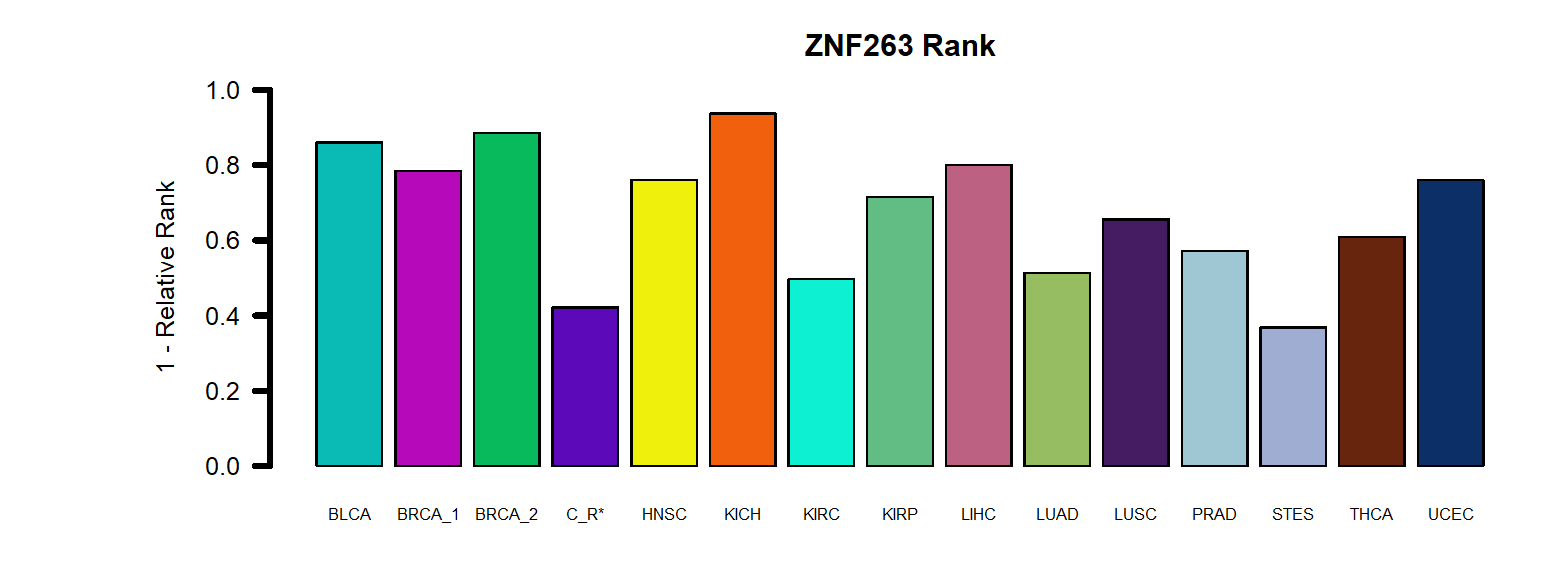 ZNF263 Rank
1 - Relative Rank
1.0
0.8
0.6
0.4
0.2
0.0
BLCA BRCA_1 BRCA_2 C_R* HNSC KICH KIRC KIRP LIHC LUAD LUSC PRAD STES THCA UCEC